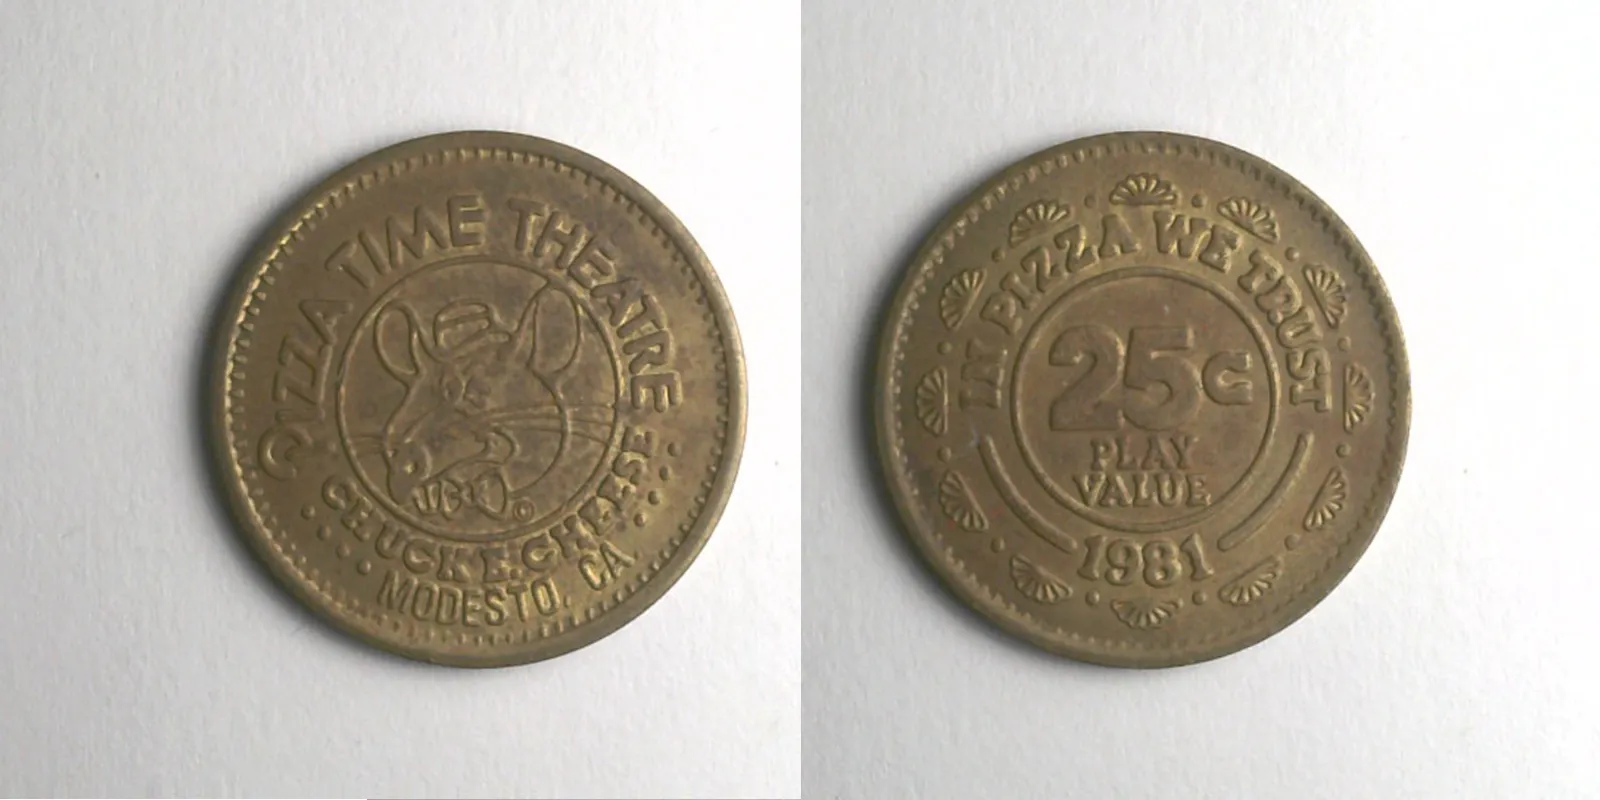 PIZZA TIME THEATRE
©
CHUCK E. CHEESE
MODESTO, CA.
IN PIZZA WE TRUST
25¢
PLAY
VALUE
1981